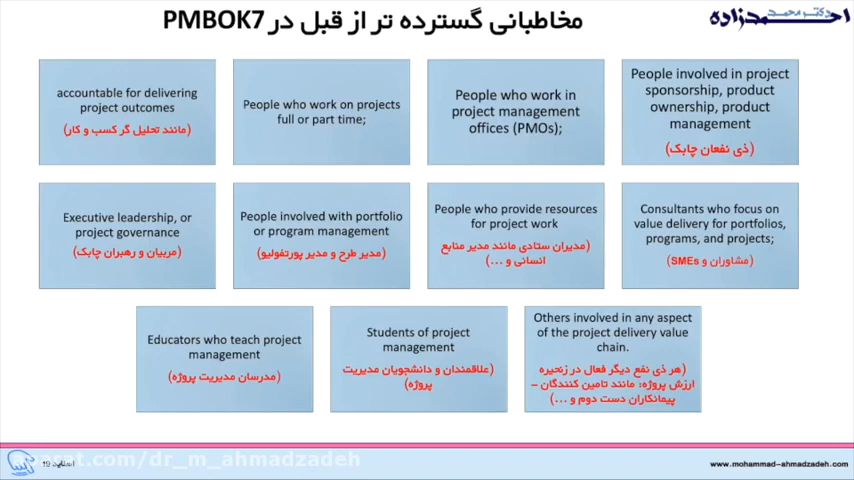 مخاطبانی گسترده تر از قبل در PMBOK7
دکتر محمد
احمدزاده
accountable for delivering
project outcomes
(مانند تحلیل گر کسب و کار)
People who work on projects
full or part time;
People who work in
project management
offices (PMOs);
People involved in project
sponsorship, product
ownership, product
management
(ذی نفعان چابک)
Executive leadership, or
project governance
(مربیان و رهبران چابک)
People involved with portfolio
or program management
(مدیر طرح و مدیر پورتفولیو)
People who provide resources
for project work
(مدیران ستادی مانند مدیر منابع
انسانی و ...)
Consultants who focus on
value delivery for portfolios,
programs, and projects;
(مشاوران و SMEs)
Educators who teach project
management
(مدرسان مدیریت پروژه)
Students of project
management
(علاقمندان و دانشجویان مدیریت
پروژه)
Others involved in any aspect
of the project delivery value
chain.
(هر ذی نفع دیگر فعال در زنجیره
ارزش پروژه: مانند تامین کنندگان –
پیمانکاران دست دوم و ...)
اسلاید 19
aparat.com/dr_m_ahmadzadeh
www.mohammad-ahmadzadeh.com